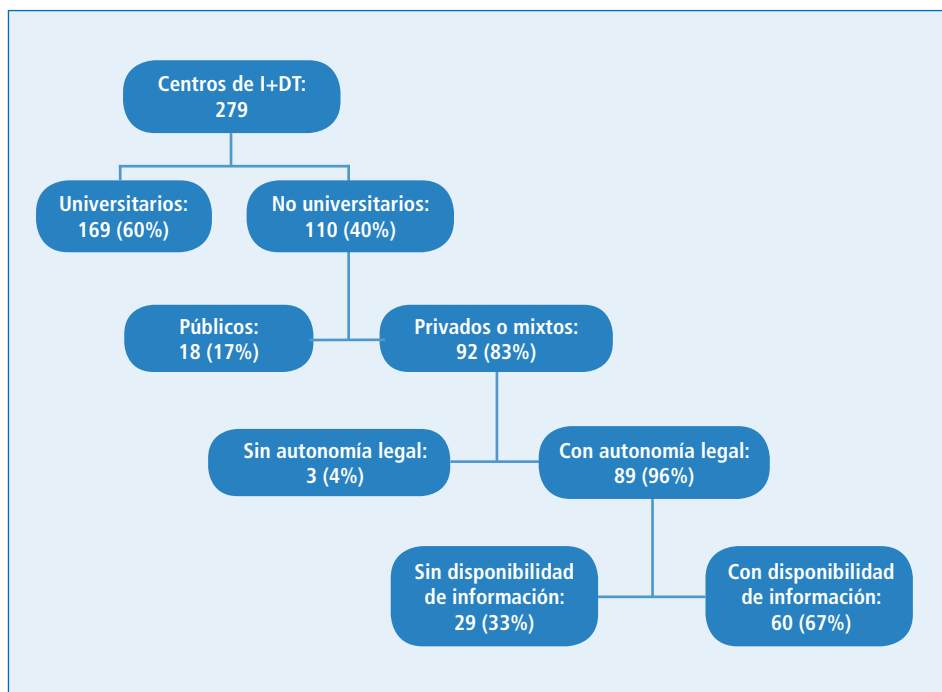 Centros de I+DT:
279
Universitarios:
169 (60%)
No universitarios:
110 (40%)
Públicos:
18 (17%)
Privados o mixtos:
92 (83%)
Sin autonomía legal:
3 (4%)
Con autonomía legal:
89 (96%)
Sin disponibilidad
de información:
29 (33%)
Con disponibilidad
de información:
60 (67%)